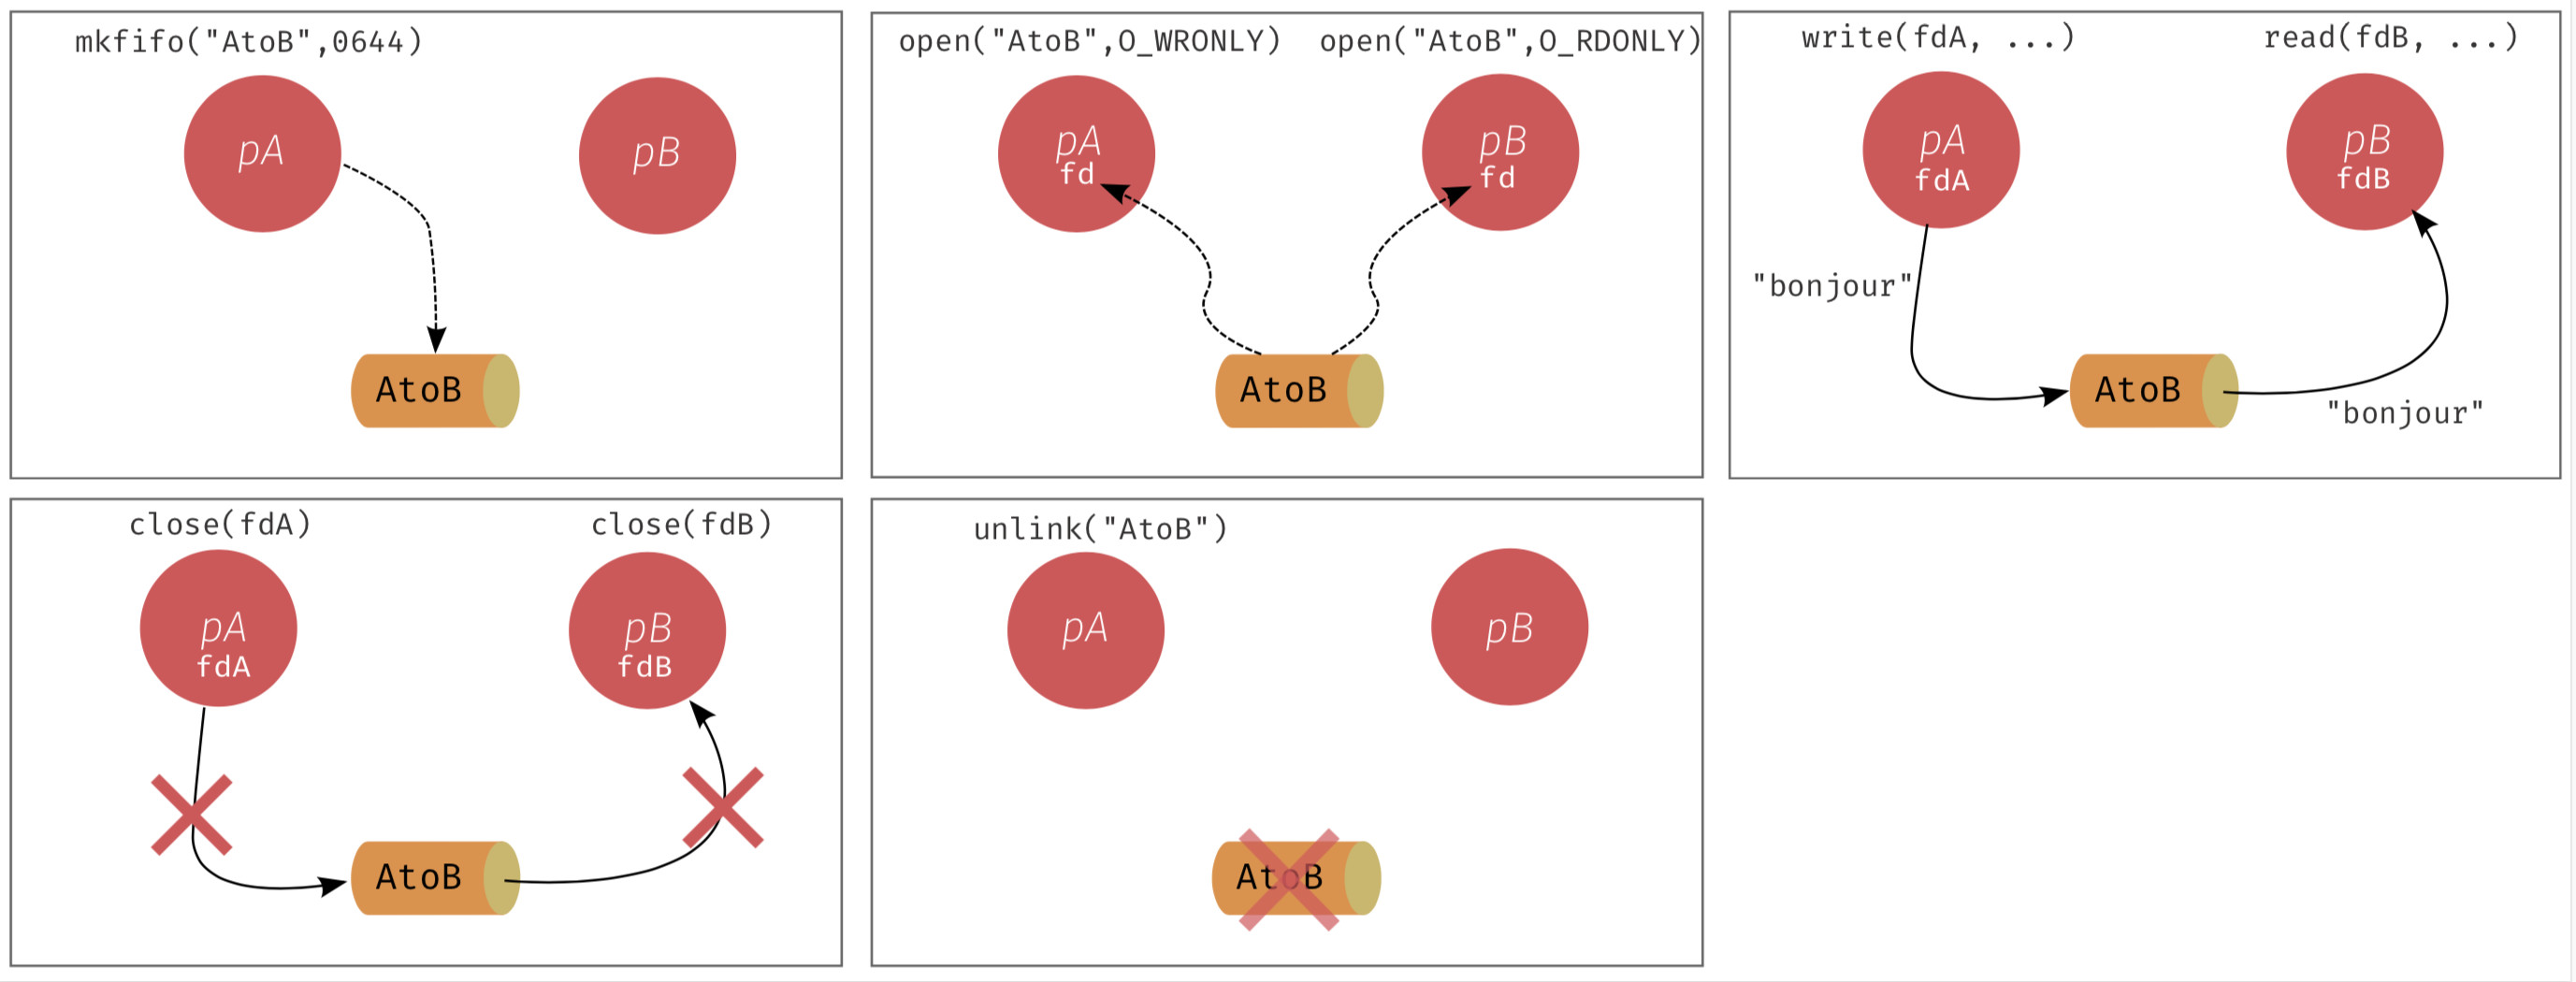 mkfifo("AtoB",0644)
pA
pB
AtoB
open("AtoB",O_WRONLY)
open("AtoB",O_RDONLY)
pA
fd
pB
fd
AtoB
write(fdA, ...)
read(fdB, ...)
pA
fdA
pB
fdB
"bonjour"
AtoB
"bonjour"
close(fdA)
close(fdB)
pA
fdA
pB
fdB
AtoB
unlink("AtoB")
pA
pB
AtoB